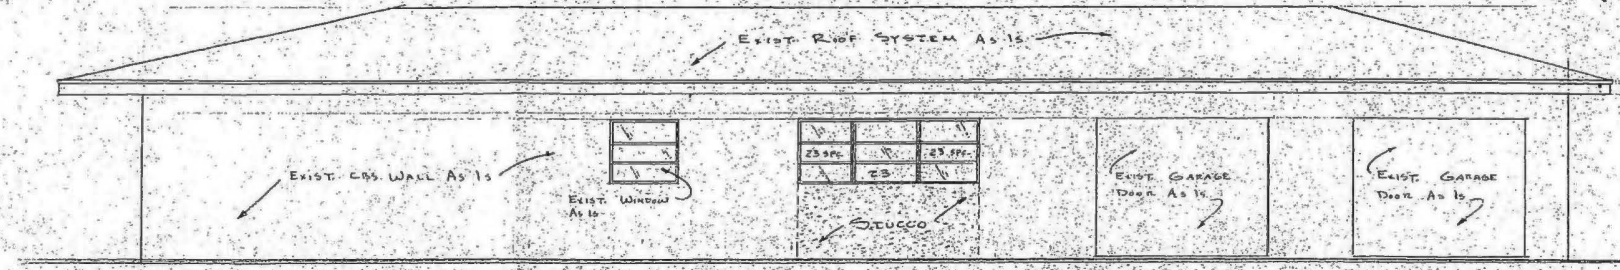 EXIST. ROOF SYSTEM AS IS
23 SPC.
23 SPC.
23
EXIST. CBS. WALL AS IS
EXIST. WINDOW
AS IS
EXIST. GARAGE
DOOR AS IS
EXIST. GARAGE
DOOR AS IS
STUCCO